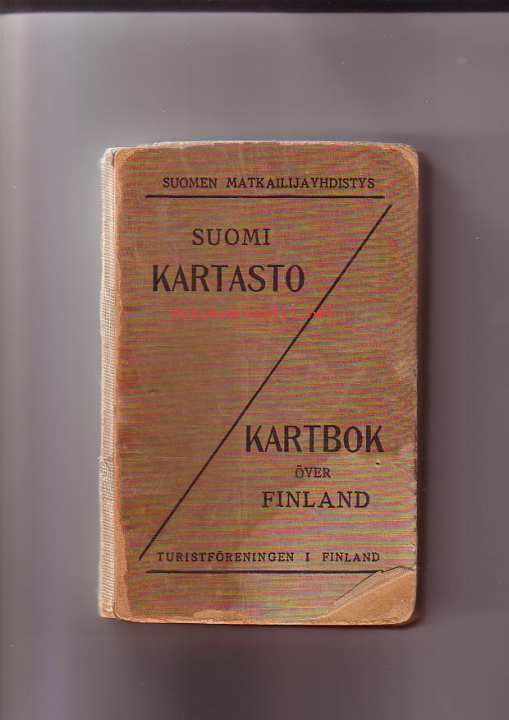 SUOMEN MATKAILIJAYHDISTYS
SUOMI
KARTASTO
KARTBOK
ÖVER
FINLAND
TURISTFÖRENINGEN I FINLAND